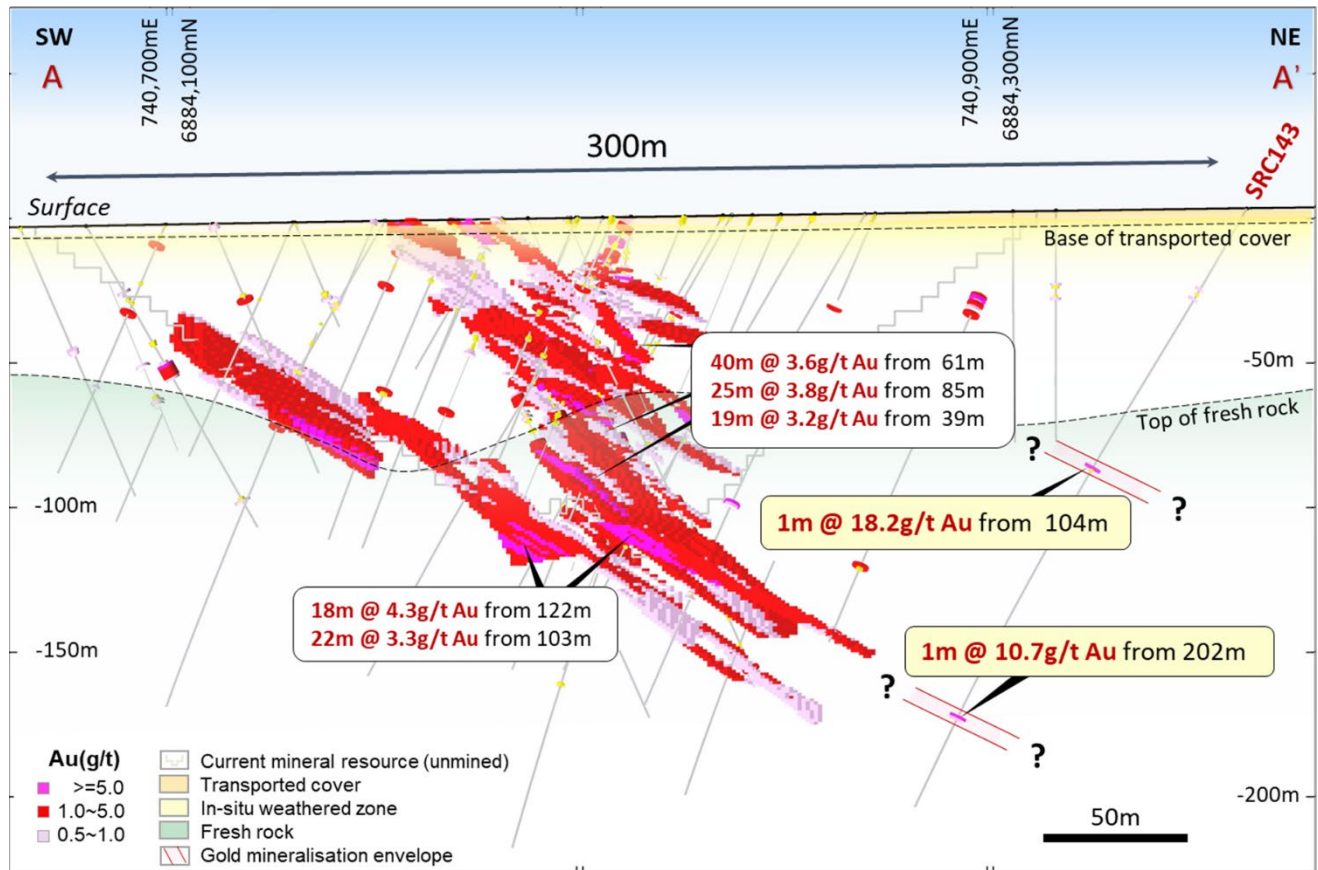 SW
A
740,700mE
6884,100mN
740,900mE
6884,300mN
NE
A'
SRC143
300m
Surface
Base of transported cover
40m @ 3.6g/t Au from 61m
25m @ 3.8g/t Au from 85m
19m @ 3.2g/t Au from 39m
-50m
Top of fresh rock
?
?
-100m
1m @ 18.2g/t Au from 104m
18m @ 4.3g/t Au from 122m
22m @ 3.3g/t Au from 103m
-150m
1m @ 10.7g/t Au from 202m
?
?
Au(g/t)
>=5.0
1.0~5.0
0.5~1.0
Current mineral resource (unmined)
Transported cover
In-situ weathered zone
Fresh rock
Gold mineralisation envelope
-200m
50m